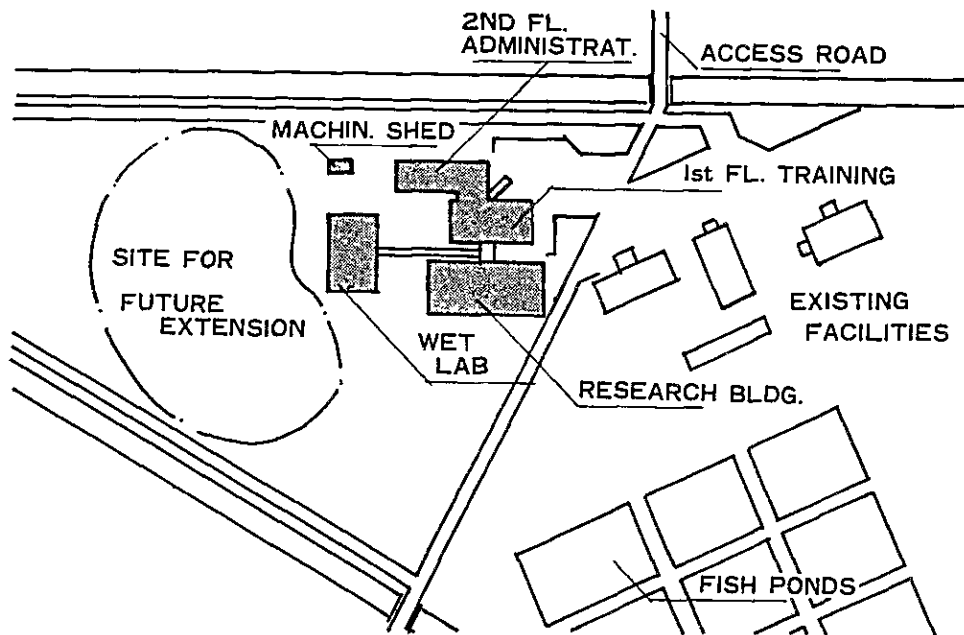 2ND FL.
ADMINISTRAT.
ACCESS ROAD
MACHIN. SHED
1st FL. TRAINING
SITE FOR
FUTURE
EXTENSION
EXISTING
FACILITIES
WET
LAB
RESEARCH BLDG.
FISH PONDS